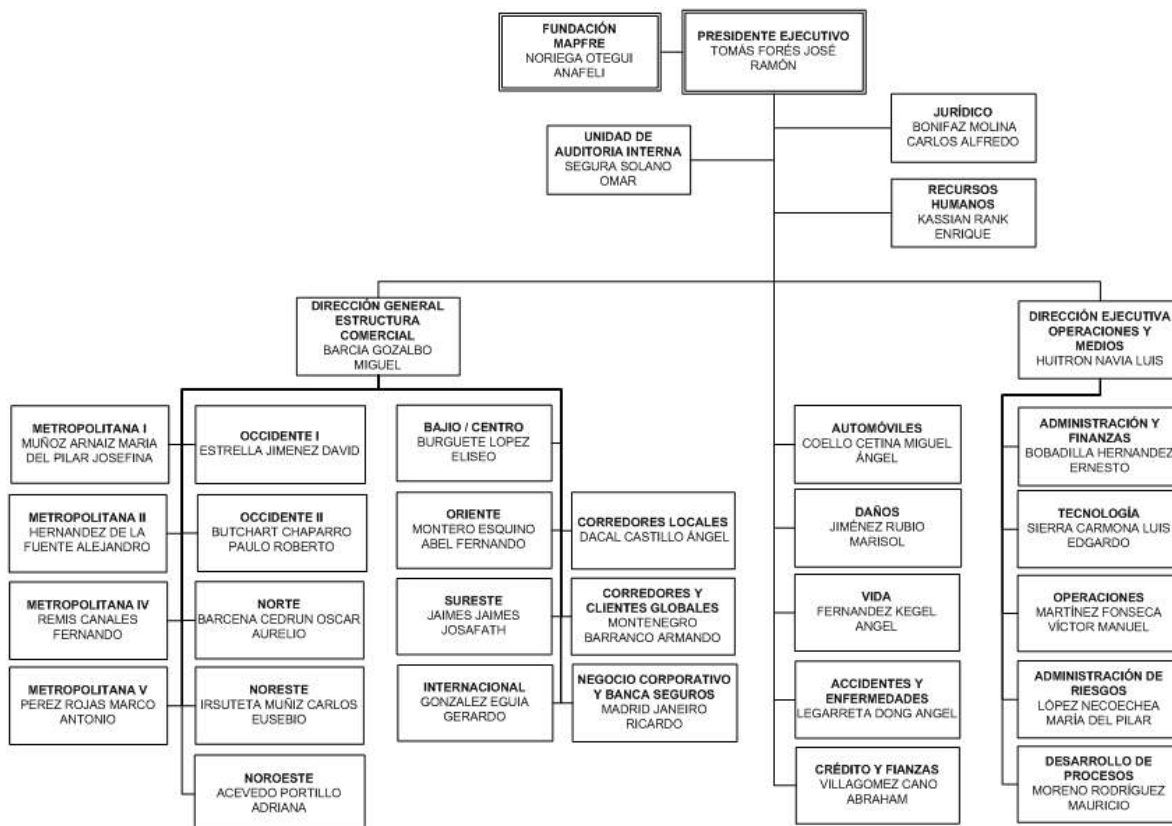 FUNDACIÓN
MAPFRE
NORIEGA OTEGUI
ANAFELI
PRESIDENTE EJECUTIVO
TOMÁS FORÉS JOSÉ
RAMÓN
JURÍDICO
BONIFAZ MOLINA
CARLOS ALFREDO
UNIDAD DE
AUDITORIA INTERNA
SEGURA SOLANO
OMAR
RECURSOS
HUMANOS
KASSIAN RANK
ENRIQUE
DIRECCIÓN GENERAL
ESTRUCTURA
COMERCIAL
BARCIA GOZALBO
MIGUEL
DIRECCIÓN EJECUTIVA
OPERACIONES Y
MEDIOS
HUITRON NAVIA LUIS
METROPOLITANA I
MUÑOZ ARNAIZ MARIA
DEL PILAR JOSEFINA
OCCIDENTE I
ESTRELLA JIMENEZ DAVID
BAJIO / CENTRO
BURGUETE LOPEZ
ELISEO
AUTOMÓVILES
COELLO CETINA MIGUEL
ÁNGEL
ADMINISTRACIÓN Y
FINANZAS
BOBADILLA HERNANDEZ
ERNESTO
METROPOLITANA II
HERNANDEZ DE LA
FUENTE ALEJANDRO
OCCIDENTE II
BUTCHART CHAPARRO
PAULO ROBERTO
ORIENTE
MONTERO ESQUINO
ABEL FERNANDO
CORREDORES LOCALES
DACAL CASTILLO ÁNGEL
DAÑOS
JIMÉNEZ RUBIO
MARISOL
TECNOLOGÍA
SIERRA CARMONA LUIS
EDGARDO
METROPOLITANA IV
REMIS CANALES
FERNANDO
NORTE
BARCENA CEDRUN OSCAR
AURELIO
SURESTE
JAIMES JAIMES
JOSAFATH
CORREDORES Y
CLIENTES GLOBALES
MONTENEGRO
BARRANCO ARMANDO
VIDA
FERNANDEZ KEGEL
ANGEL
OPERACIONES
MARTÍNEZ FONSECA
VÍCTOR MANUEL
METROPOLITANA V
PEREZ ROJAS MARCO
ANTONIO
NORESTE
IRSUTETA MUÑIZ CARLOS
EUSEBIO
INTERNACIONAL
GONZALEZ EGUIA
GERARDO
NEGOCIO CORPORATIVO
Y BANCA SEGUROS
MADRID JANEIRO
RICARDO
ACCIDENTES Y
ENFERMEDADES
LEGARRETA DONG ANGEL
ADMINISTRACIÓN DE
RIESGOS
LÓPEZ NECOECHEA
MARÍA DEL PILAR
NOROESTE
ACEVEDO PORTILLO
ADRIANA
CRÉDITO Y FIANZAS
VILLAGOMEZ CANO
ABRAHAM
DESARROLLO DE
PROCESOS
MORENO RODRÍGUEZ
MAURICIO